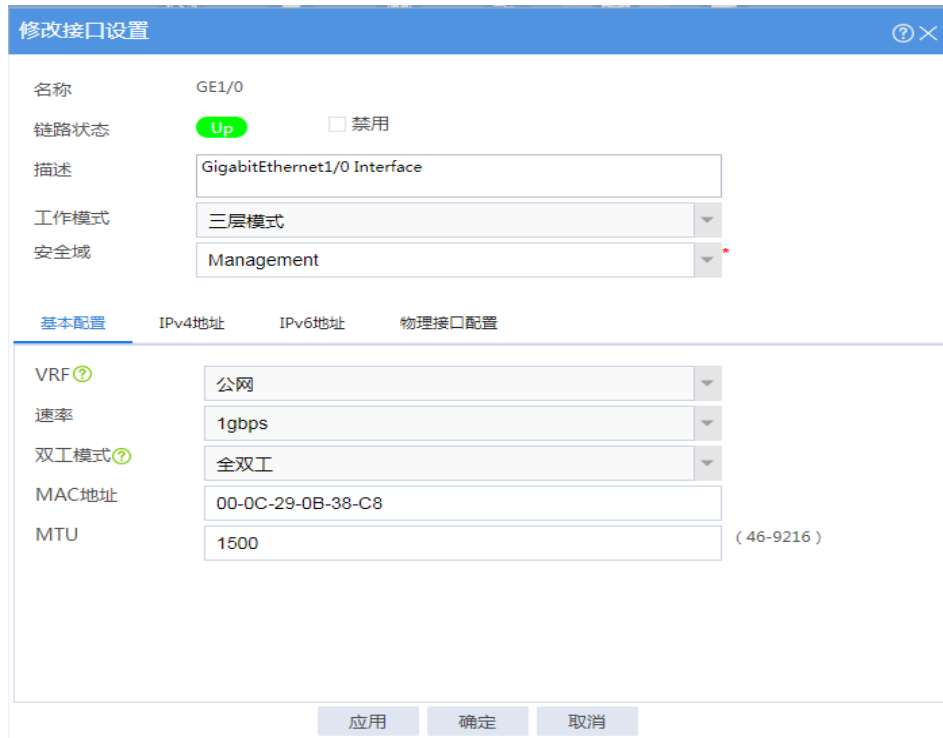 修改接口设置
名称 GE1/0
链路状态 Up 禁用
描述 GigabitEthernet1/0 Interface
工作模式 三层模式
安全域 Management *
基本配置 IPv4地址 IPv6地址 物理接口配置
VRF 公网
速率 1gbps
双工模式 全双工
MAC地址 00-0C-29-0B-38-C8
MTU 1500 (46-9216)
应用 确定 取消